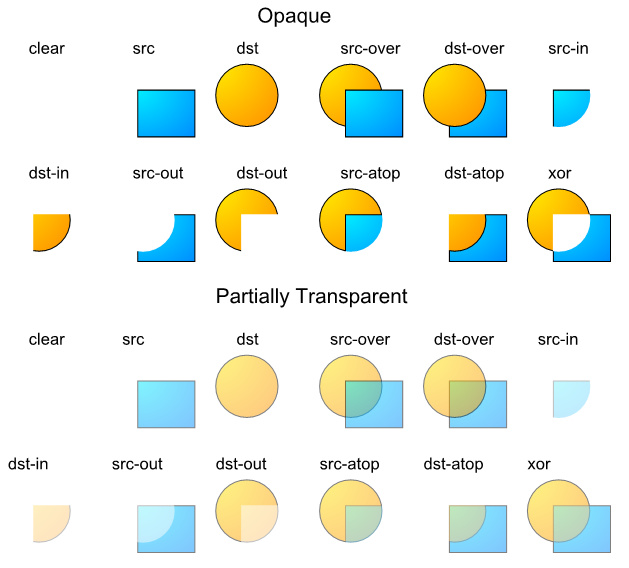 Opaque
clear src dst src-over dst-over src-in
dst-in src-out dst-out src-atop dst-atop xor
Partially Transparent
clear src dst src-over dst-over src-in
dst-in src-out dst-out src-atop dst-atop xor